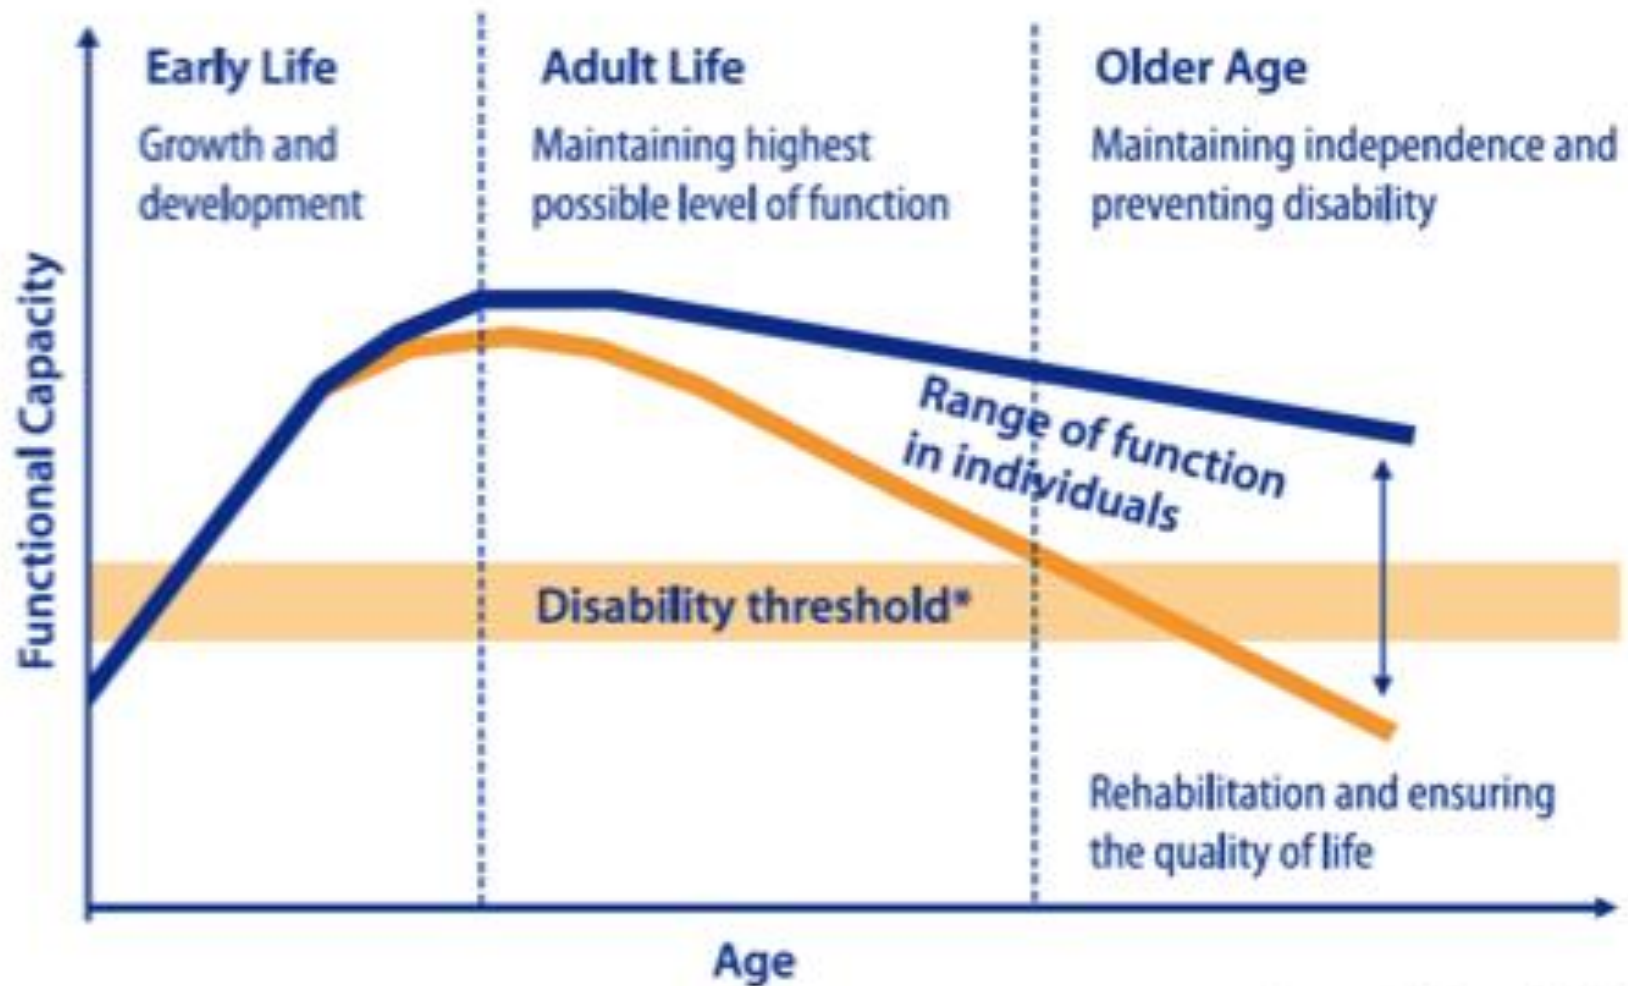 Early Life
Growth and
development
Adult Life
Maintaining highest
possible level of function
Older Age
Maintaining independence and
preventing disability
Functional Capacity
Range of function
in individuals
Disability threshold*
Rehabilitation and ensuring
the quality of life
Age